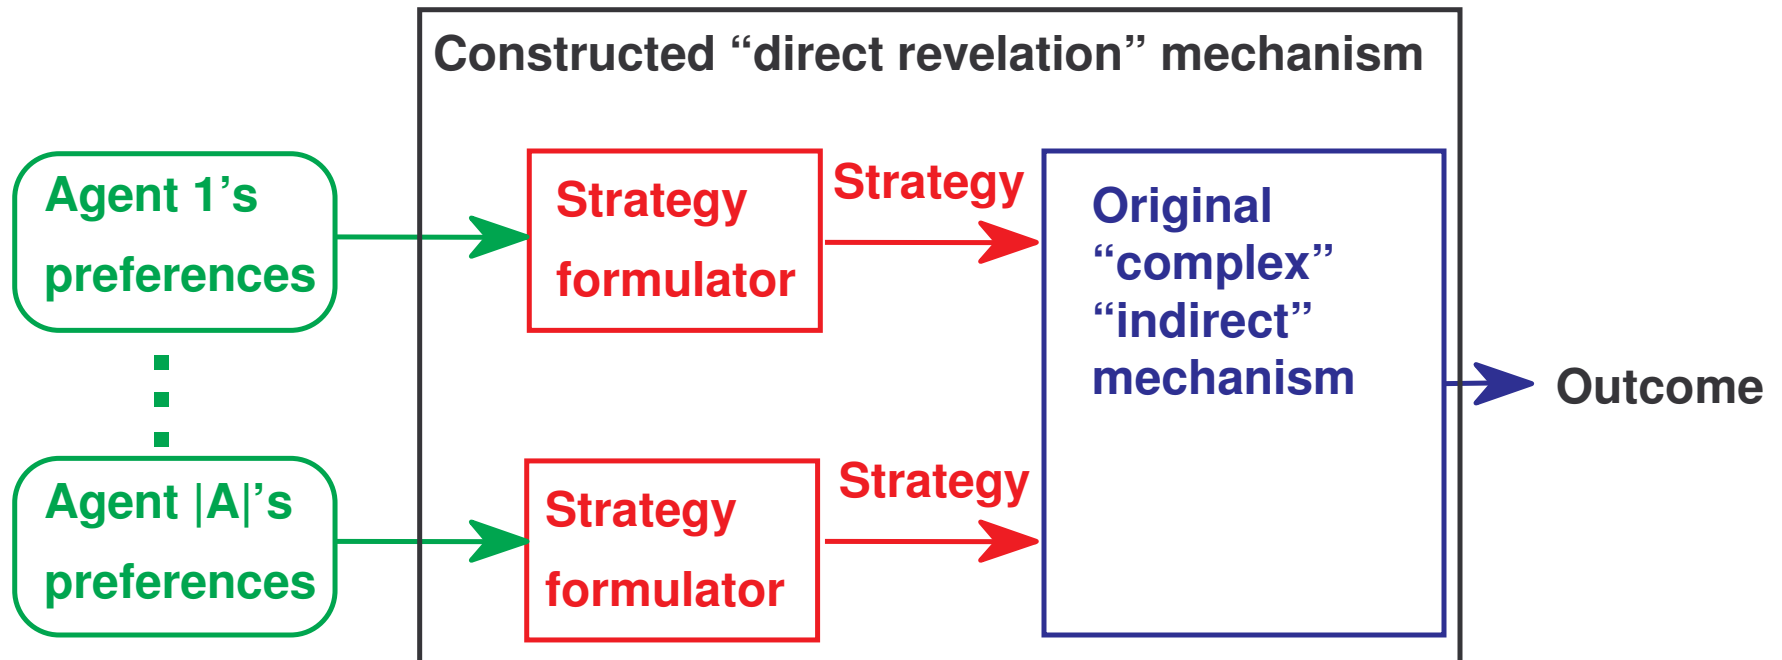 Constructed “direct revelation” mechanism
Agent 1’s
preferences
Strategy
formulator
Strategy
Original
“complex”
“indirect”
mechanism
Outcome
Agent |A|’s
preferences
Strategy
formulator
Strategy